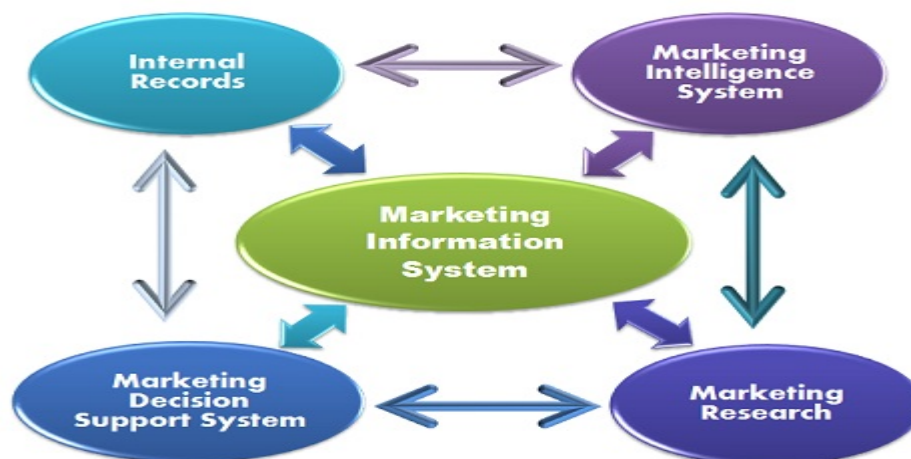 Internal
Records
Marketing
Intelligence
System
Marketing
Information
System
Marketing
Decision
Support System
Marketing
Research